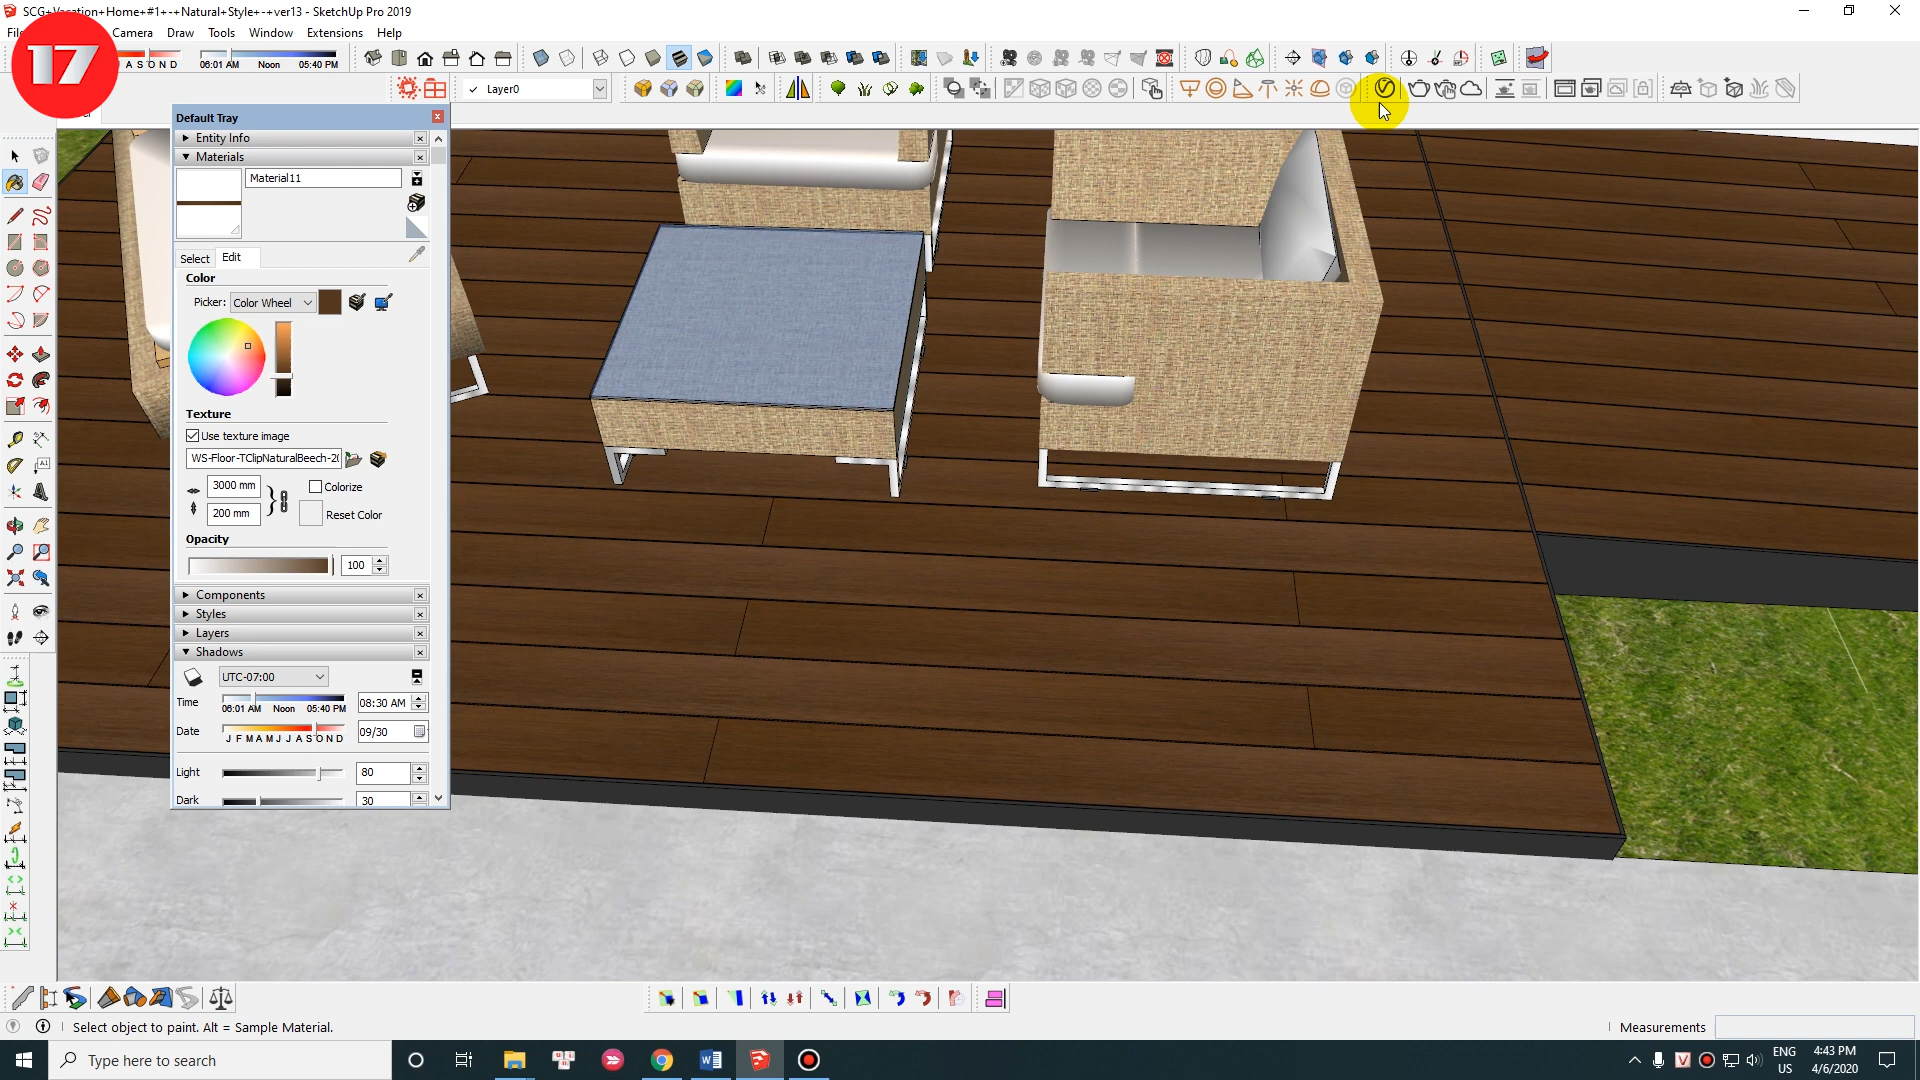 SCG+Vacation+Home+#1+-+Natural+Style+-+ver13 - SketchUp Pro 2019
17
Camera Draw Tools Window Extensions Help
A S O N D 06:01 AM Noon 05:40 PM
Layer0
Default Tray
Entity Info
Materials
Material11
Select Edit
Color
Picker: Color Wheel
Texture
Use texture image
WS-Floor-TClipNaturalBeech-20
3000 mm
Colorize
200 mm
Reset Color
Opacity
100
Components
Styles
Layers
Shadows
UTC-07:00
Time 06:01 AM Noon 05:40 PM 08:30 AM
Date J F M A M J J A S O N D 09/30
Light 80
Dark 30
Select object to paint. Alt = Sample Material.
Measurements
Type here to search
ENG
US
4:43 PM
4/6/2020